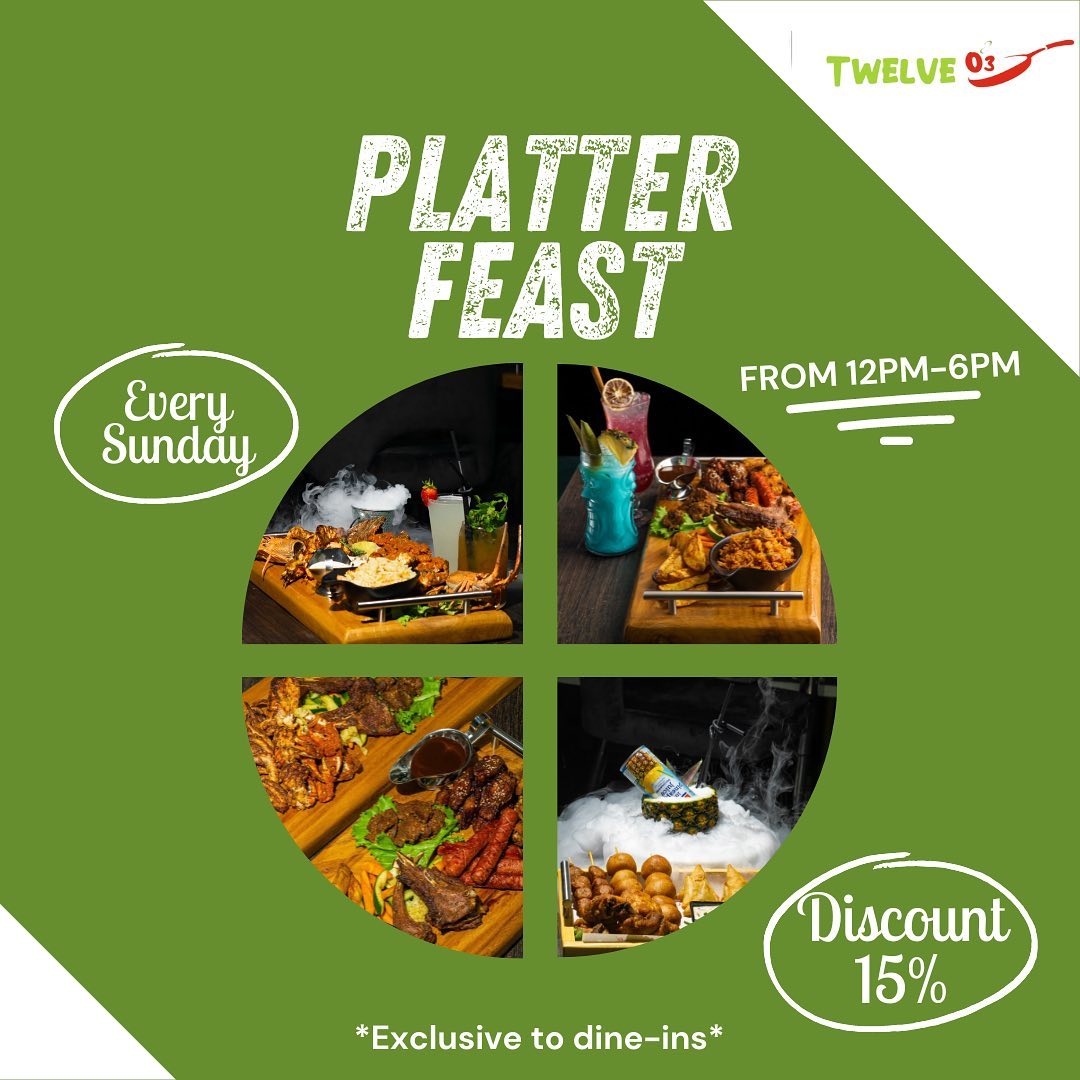 TWELVE 03
PLATTER
FEAST
Every
Sunday
FROM 12PM-6PM
Discount
15%
*Exclusive to dine-ins*